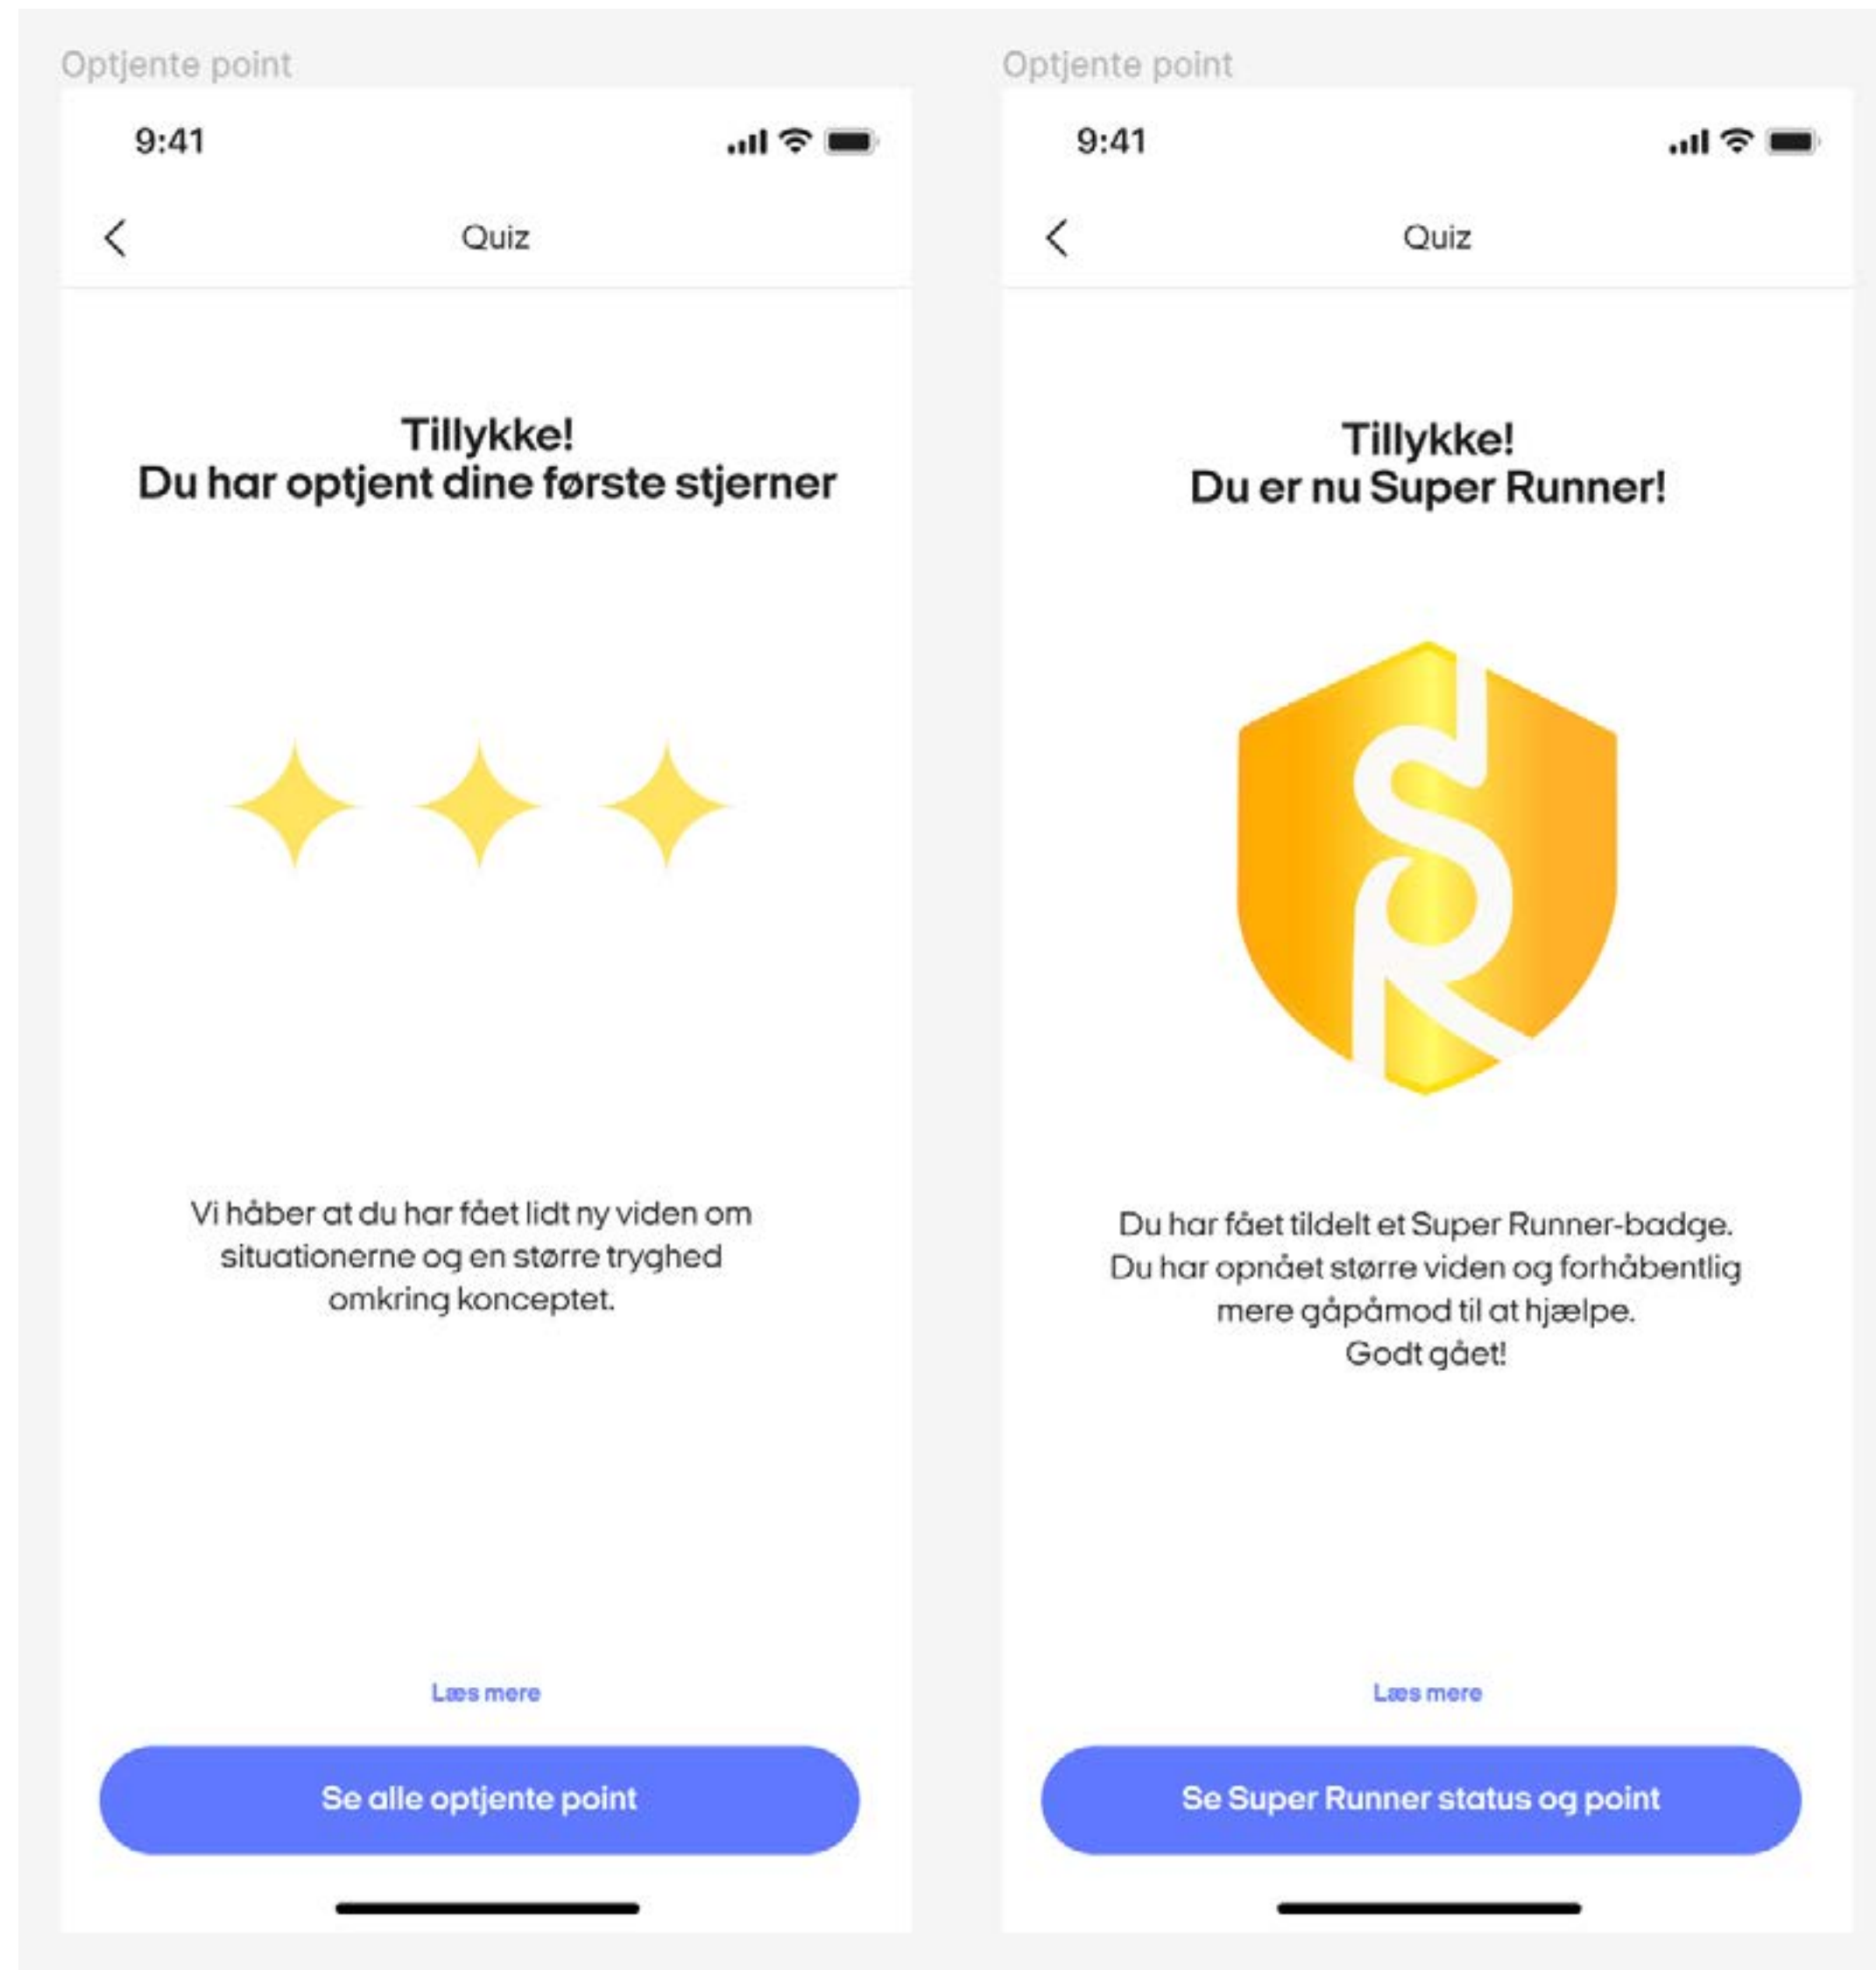 Optjente point
9:41
Quiz
Tillykke!
Du har optjent dine første stjerner
Vi håber at du har fået lidt ny viden om
situationerne og en større tryghed
omkring konceptet.
Læs mere
Se alle optjente point
Optjente point
9:41
Quiz
Tillykke!
Du er nu Super Runner!
SR
Du har fået tildelt et Super Runner-badge.
Du har opnået større viden og forhåbentlig
mere gåpåmod til at hjælpe.
Godt gået!
Læs mere
Se Super Runner status og point